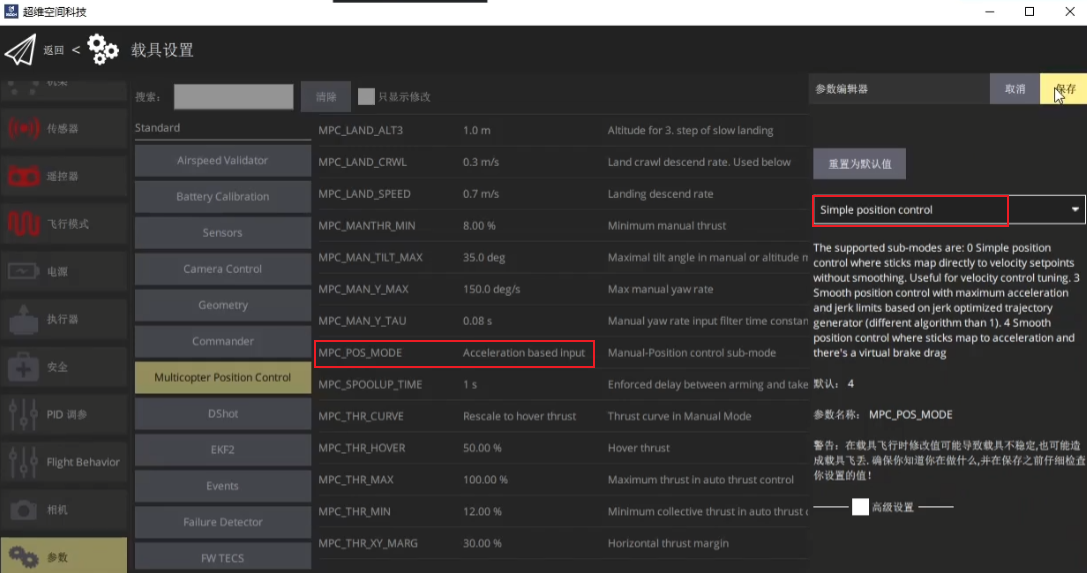 超维空间科技
返回 < 载具设置
机架
传感器
遥控器
飞行模式
电源
执行器
安全
PID 调参
Flight Behavior
相机
参数
搜索：
清除
只显示修改
Standard
Airspeed Validator
Battery Calibration
Sensors
Camera Control
Geometry
Commander
Multicopter Position Control
DShot
EKF2
Events
Failure Detector
FW TECS
MPC_LAND_ALT3 1.0 m Altitude for 3. step of slow landing
MPC_LAND_CRWL 0.3 m/s Land crawl descend rate. Used below
MPC_LAND_SPEED 0.7 m/s Landing descend rate
MPC_MANTHR_MIN 8.00 % Minimum manual thrust
MPC_MAN_TILT_MAX 35.0 deg Maximal tilt angle in manual or altitude m
MPC_MAN_Y_MAX 150.0 deg/s Max manual yaw rate
MPC_MAN_Y_TAU 0.08 s Manual yaw rate input filter time constan
MPC_POS_MODE Acceleration based input Manual-Position control sub-mode
MPC_SPOOLUP_TIME 1 s Enforced delay between arming and take
MPC_THR_CURVE Rescale to hover thrust Thrust curve in Manual Mode
MPC_THR_HOVER 50.00 % Hover thrust
MPC_THR_MAX 100.00 % Maximum thrust in auto thrust control
MPC_THR_MIN 12.00 % Minimum collective thrust in auto thrust c
MPC_THR_XY_MARG 30.00 % Horizontal thrust margin
参数编辑器
取消
保存
重置为默认值
Simple position control
The supported sub-modes are: 0 Simple position
control where sticks map directly to velocity setpoints
without smoothing. Useful for velocity control tuning. 3
Smooth position control with maximum acceleration
and jerk limits based on jerk optimized trajectory
generator (different algorithm than 1). 4 Smooth
position control where sticks map to acceleration and
there's a virtual brake drag
默认： 4
参数名称： MPC_POS_MODE
警告：在载具飞行时修改值可能导致载具不稳定,也可能造
成载具飞丢. 确保你知道你在做什么,并在保存之前仔细检查
你设置的值！
高级设置